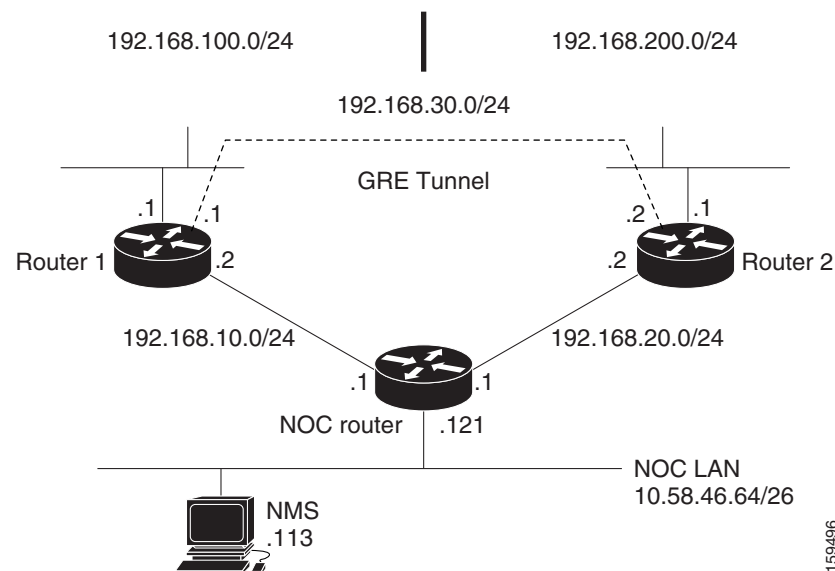 192.168.100.0/24
192.168.200.0/24
192.168.30.0/24
GRE Tunnel
.1
.1
.2
.1
Router 1
.2
.2
Router 2
192.168.10.0/24
192.168.20.0/24
.1
.1
NOC router
.121
NOC LAN
10.58.46.64/26
NMS
.113
159496